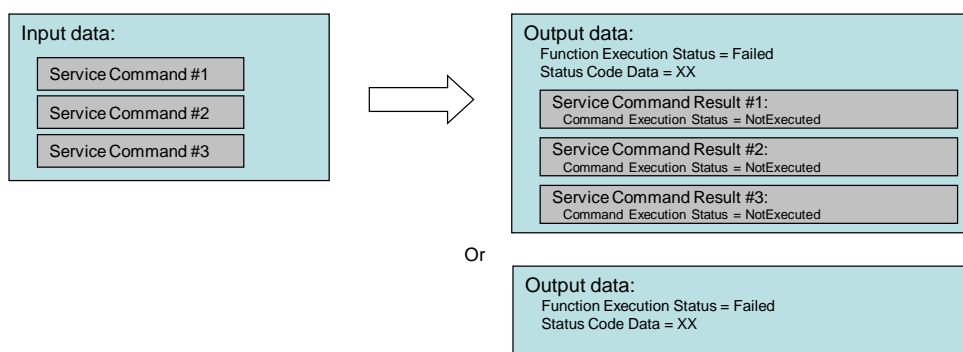 Input data:
Service Command #1
Service Command #2
Service Command #3
Output data:
Function Execution Status = Failed
Status Code Data = XX
Service Command Result #1:
Command Execution Status = NotExecuted
Service Command Result #2:
Command Execution Status = NotExecuted
Service Command Result #3:
Command Execution Status = NotExecuted
Or
Output data:
Function Execution Status = Failed
Status Code Data = XX